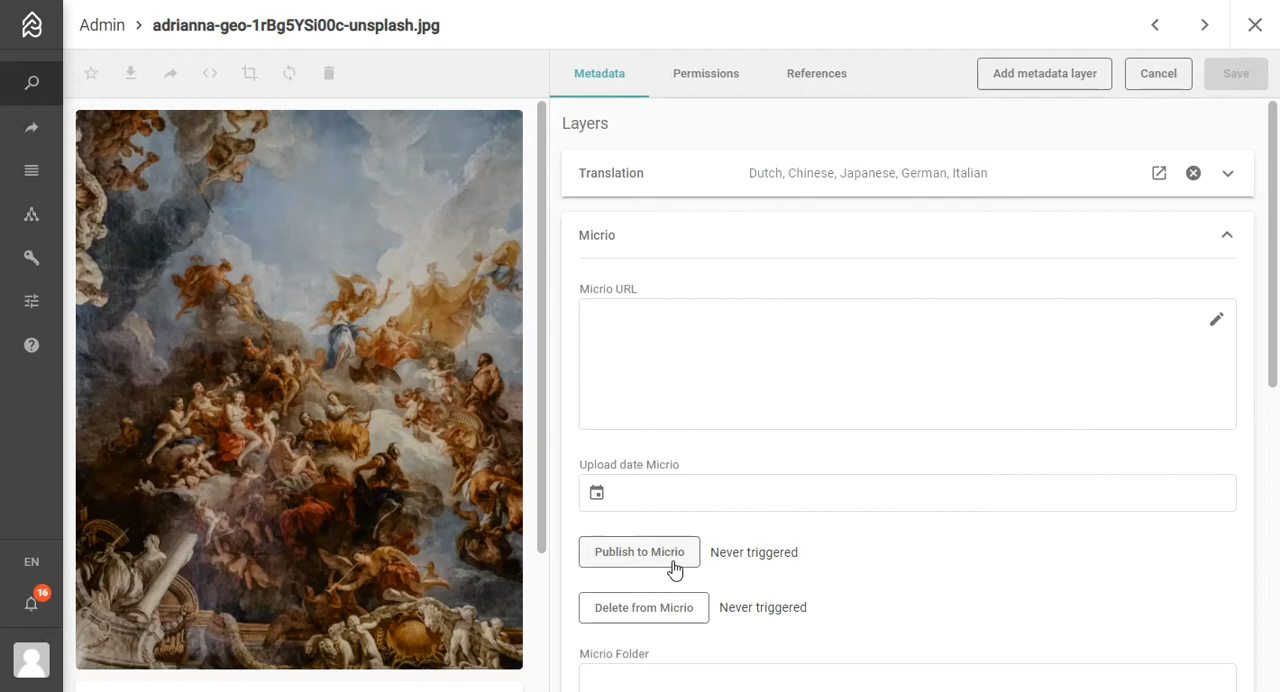 Admin > adrianna-geo-1rBg5YSi00c-unsplash.jpg
Metadata Permissions References Add metadata layer Cancel Save
Layers
Translation Dutch, Chinese, Japanese, German, Italian
Micrio
Micrio URL
Upload date Micrio
Publish to Micrio Never triggered
Delete from Micrio Never triggered
Micrio Folder
EN
16